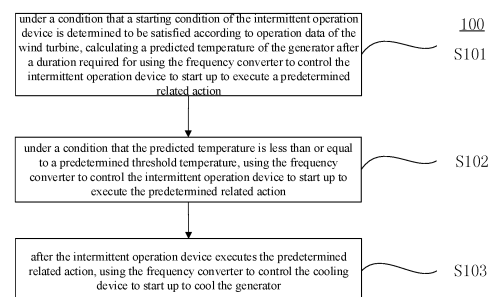 under a condition that a starting condition of the intermittent operation
device is determined to be satisfied according to operation data of the
wind turbine, calculating a predicted temperature of the generator after
a duration required for using the frequency converter to control the
intermittent operation device to start up to execute a predetermined
related action
100
S101
under a condition that the predicted temperature is less than or equal
to a predetermined threshold temperature, using the frequency
converter to control the intermittent operation device to start up to
execute the predetermined related action
S102
after the intermittent operation device executes the predetermined
related action, using the frequency converter to control the cooling
device to start up to cool the generator
S103